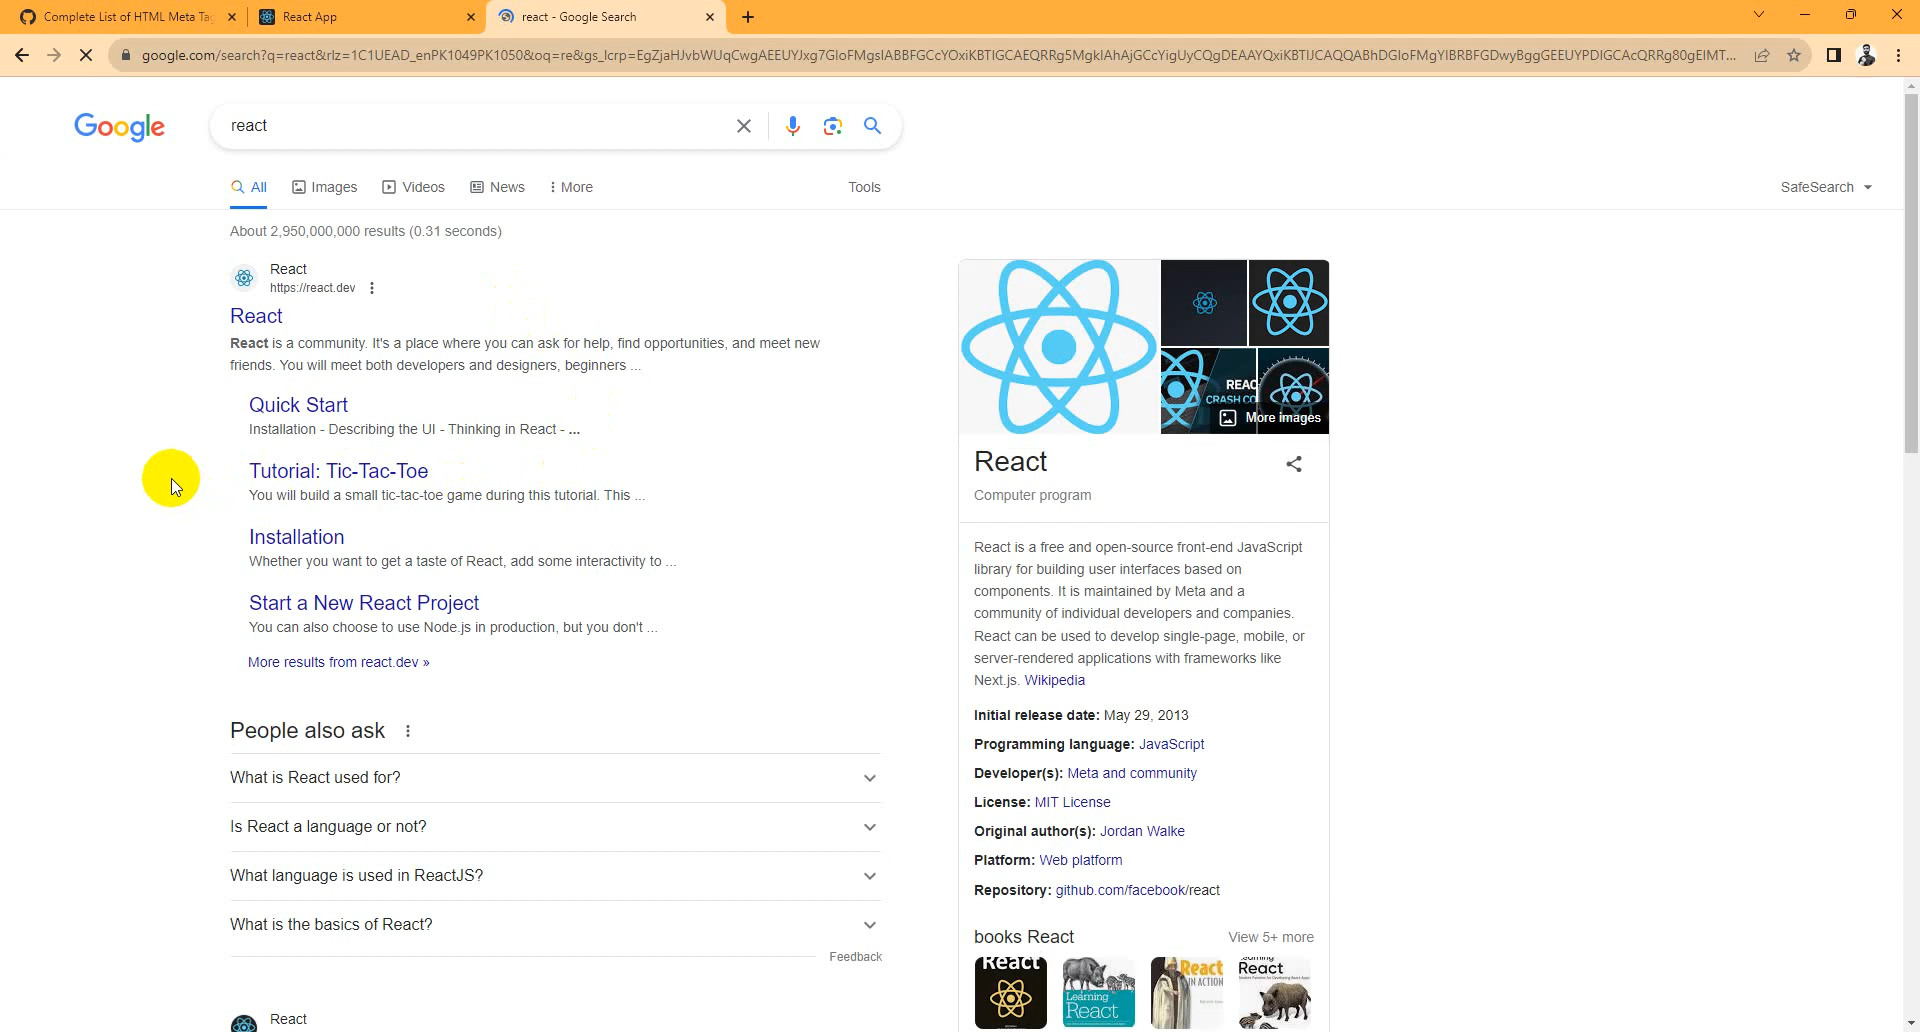 Complete List of HTML Meta Tag
React App
react - Google Search
google.com/search?q=react&rlz=1C1UEAD_enPK1049PK1050&oq=re&gs_lcrp=EgZjaHJvbWUqCwgAEEUYJxg7GIoFMgsIABBFGCcYOxiKBTIGCAEQRRg5MgkIAhAjGCcYigUyCQgDEAAYQxiKBTIJCAQQABhDGIoFMgYIBRBFGDwyBggGEEUYPDIGCAcQRRg80gEIMT...
Google
react
All
Images
Videos
News
More
Tools
SafeSearch
About 2,950,000,000 results (0.31 seconds)
React
https://react.dev
React
React is a community. It's a place where you can ask for help, find opportunities, and meet new
friends. You will meet both developers and designers, beginners ...
Quick Start
Installation - Describing the UI - Thinking in React - ...
Tutorial: Tic-Tac-Toe
You will build a small tic-tac-toe game during this tutorial. This ...
Installation
Whether you want to get a taste of React, add some interactivity to ...
Start a New React Project
You can also choose to use Node.js in production, but you don't ...
More results from react.dev »
People also ask
What is React used for?
Is React a language or not?
What language is used in ReactJS?
What is the basics of React?
Feedback
React
REAC
CRASH CO
More images
React
Computer program
React is a free and open-source front-end JavaScript
library for building user interfaces based on
components. It is maintained by Meta and a
community of individual developers and companies.
React can be used to develop single-page, mobile, or
server-rendered applications with frameworks like
Next.js. Wikipedia
Initial release date: May 29, 2013
Programming language: JavaScript
Developer(s): Meta and community
License: MIT License
Original author(s): Jordan Walke
Platform: Web platform
Repository: github.com/facebook/react
books React
View 5+ more
React
Learning
React
React
IN ACTION
Learning
React